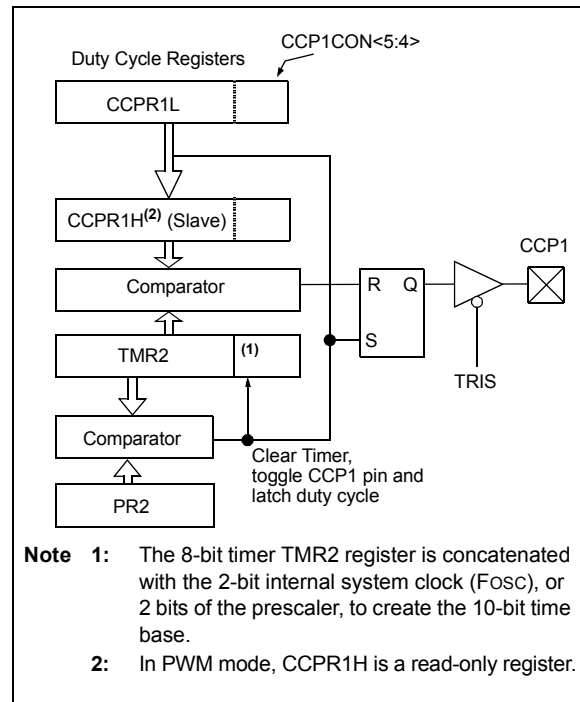 CCP1CON<5:4>
Duty Cycle Registers
CCPR1L
CCPR1H(2) (Slave)
CCP1
Comparator
R Q
TMR2 (1)
S
TRIS
Comparator
Clear Timer,
toggle CCP1 pin and
latch duty cycle
PR2
Note 1: The 8-bit timer TMR2 register is concatenated
with the 2-bit internal system clock (FOSC), or
2 bits of the prescaler, to create the 10-bit time
base.
2: In PWM mode, CCPR1H is a read-only register.